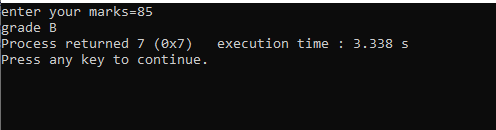 enter your marks=85
grade B
Process returned 7 (0x7)   execution time : 3.338 s
Press any key to continue.